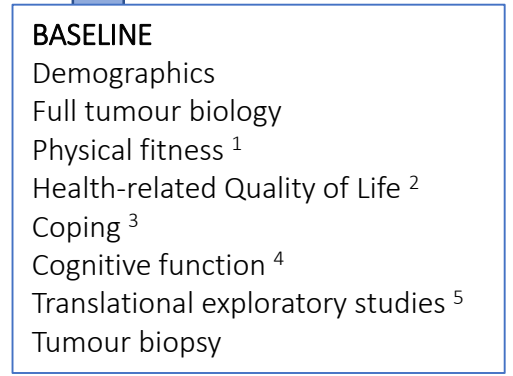 BASELINE
Demographics
Full tumour biology
Physical fitness ¹
Health-related Quality of Life ²
Coping ³
Cognitive function ⁴
Translational exploratory studies ⁵
Tumour biopsy